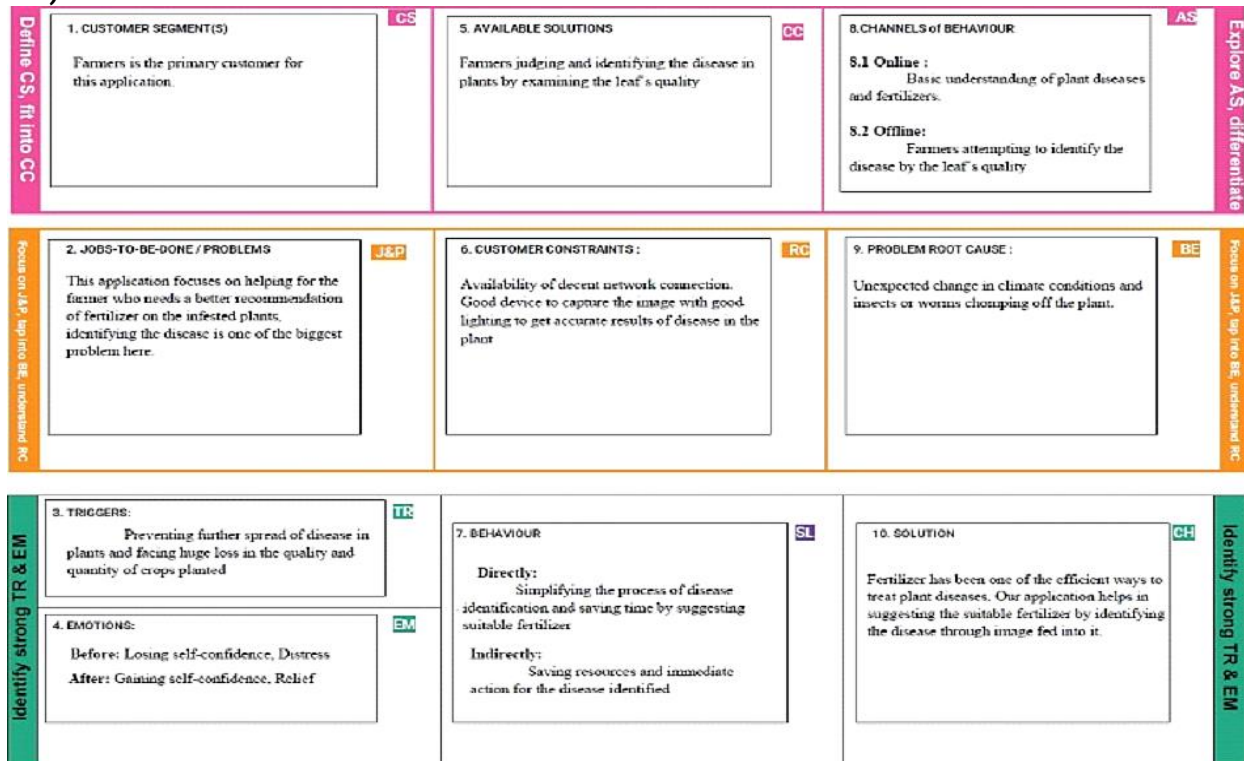 Define CS, fit into CC
1. CUSTOMER SEGMENT(S)
CS
Farmers is the primary customer for
this application.
5. AVAILABLE SOLUTIONS
CC
Farmers judging and identifying the disease in
plants by examining the leaf's quality
8.CHANNELS of BEHAVIOUR
AS
8.1 Online :
Basic understanding of plant diseases
and fertilizers.
8.2 Offline:
Farmers attempting to identify the
disease by the leaf's quality
Explore AS, differentiate
Focus on J&P, tap into BE, understand RC
2. JOBS-TO-BE-DONE / PROBLEMS
J&P
This application focuses on helping for the
farmer who needs a better recommendation
of fertilizer on the infested plants,
identifying the disease is one of the biggest
problem here.
6. CUSTOMER CONSTRAINTS :
RC
Availability of decent network connection.
Good device to capture the image with good
lighting to get accurate results of disease in the
plant
9. PROBLEM ROOT CAUSE :
BE
Unexpected change in climate conditions and
insects or worms chomping off the plant.
Focus on J&P, tap into BE, understand RC
Identify strong TR & EM
3. TRIGGERS:
TR
Preventing further spread of disease in
plants and facing huge loss in the quality and
quantity of crops planted
4. EMOTIONS:
EM
Before: Losing self-confidence, Distress
After: Gaining self-confidence, Relief
7. BEHAVIOUR
SL
Directly:
Simplifying the process of disease
identification and saving time by suggesting
suitable fertilizer
Indirectly:
Saving resources and immediate
action for the disease identified
10. SOLUTION
CH
Fertilizer has been one of the efficient ways to
treat plant diseases. Our application helps in
suggesting the suitable fertilizer by identifying
the disease through image fed into it.
Identify strong TR & EM